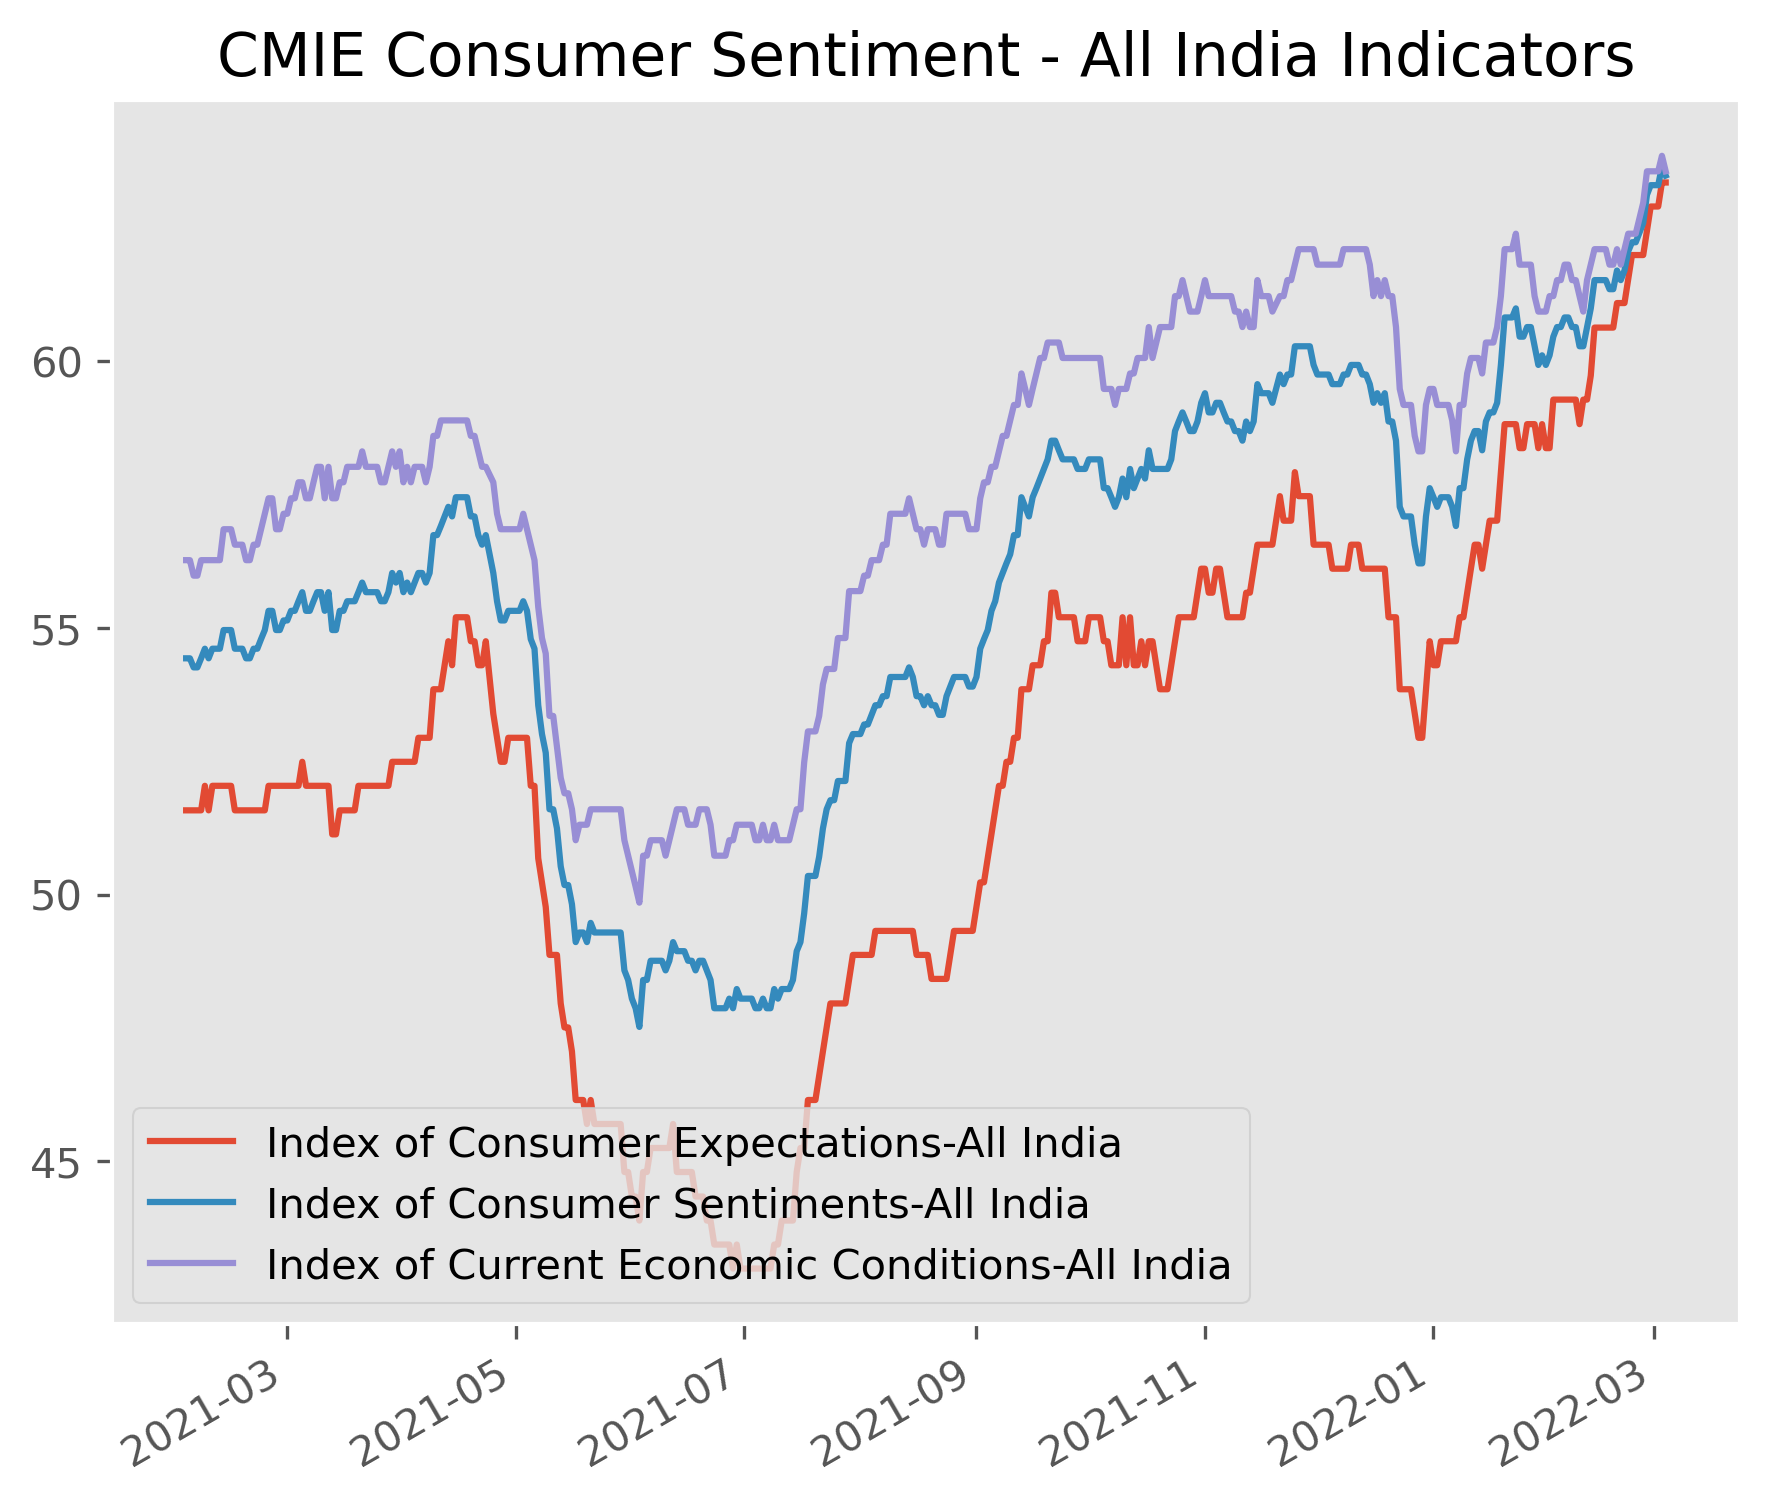 CMIE Consumer Sentiment - All India Indicators
60
55
50
45
Index of Consumer Expectations-All India
Index of Consumer Sentiments-All India
Index of Current Economic Conditions-All India
2021-03
2021-05
2021-07
2021-09
2021-11
2022-01
2022-03